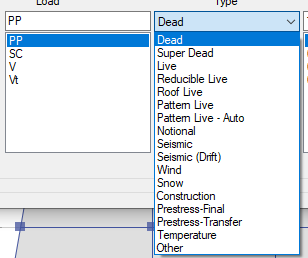 Load Type
PP Dead
PP
SC
V
Vt
Dead
Super Dead
Live
Reducible Live
Roof Live
Pattern Live
Pattern Live - Auto
Notional
Seismic
Seismic (Drift)
Wind
Snow
Construction
Prestress-Final
Prestress-Transfer
Temperature
Other